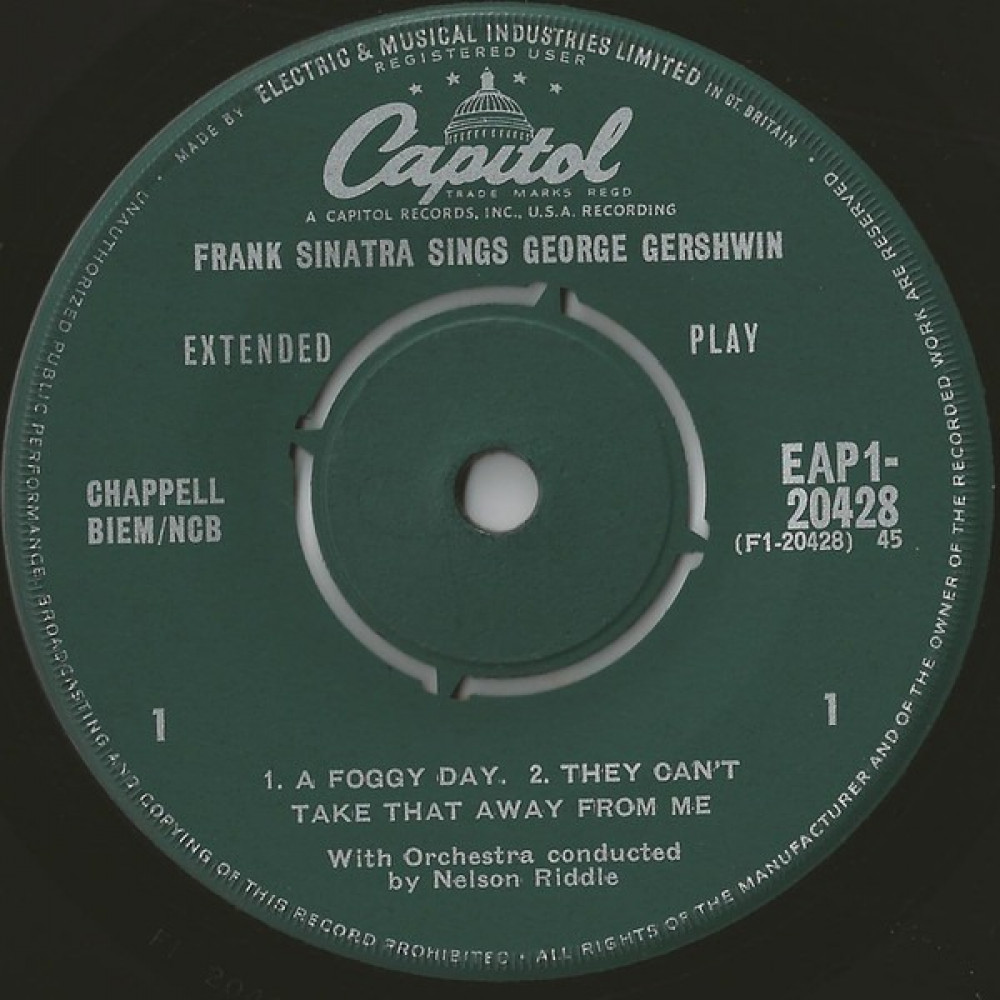 MADE BY ELECTRIC & MUSICAL INDUSTRIES LIMITED IN GT. BRITAIN •
REGISTERED USER
Capitol
TRADE MARKS REGD
A CAPITOL RECORDS, INC., U.S.A. RECORDING
FRANK SINATRA SINGS GEORGE GERSHWIN
EXTENDED PLAY
CHAPPELL
BIEM/NCB
EAP1-
20428
(F1-20428) 45
1
1
1. A FOGGY DAY. 2. THEY CAN'T
TAKE THAT AWAY FROM ME
With Orchestra conducted
by Nelson Riddle
UNAUTHORIZED PUBLIC PERFORMANCE, BROADCASTING AND COPYING OF THIS RECORD PROHIBITED • ALL RIGHTS OF THE MANUFACTURER AND OF THE OWNER OF THE RECORDED WORK ARE RESERVED